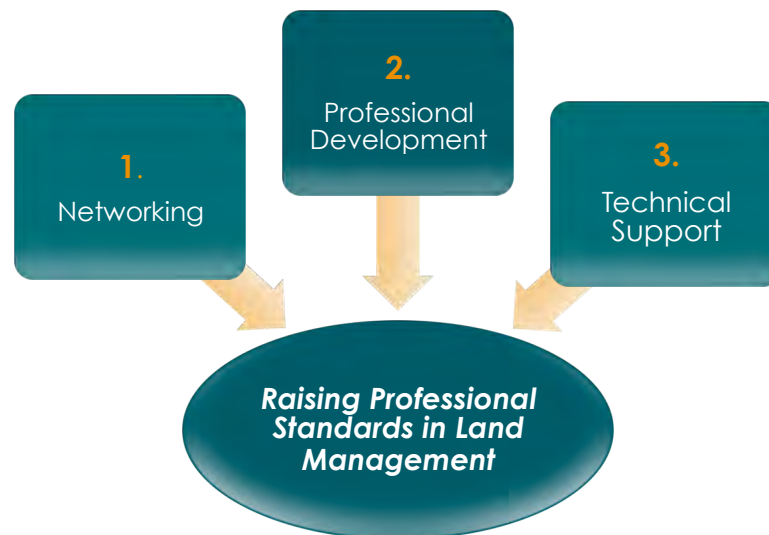 1.
Networking
2.
Professional
Development
3.
Technical
Support
Raising Professional
Standards in Land
Management